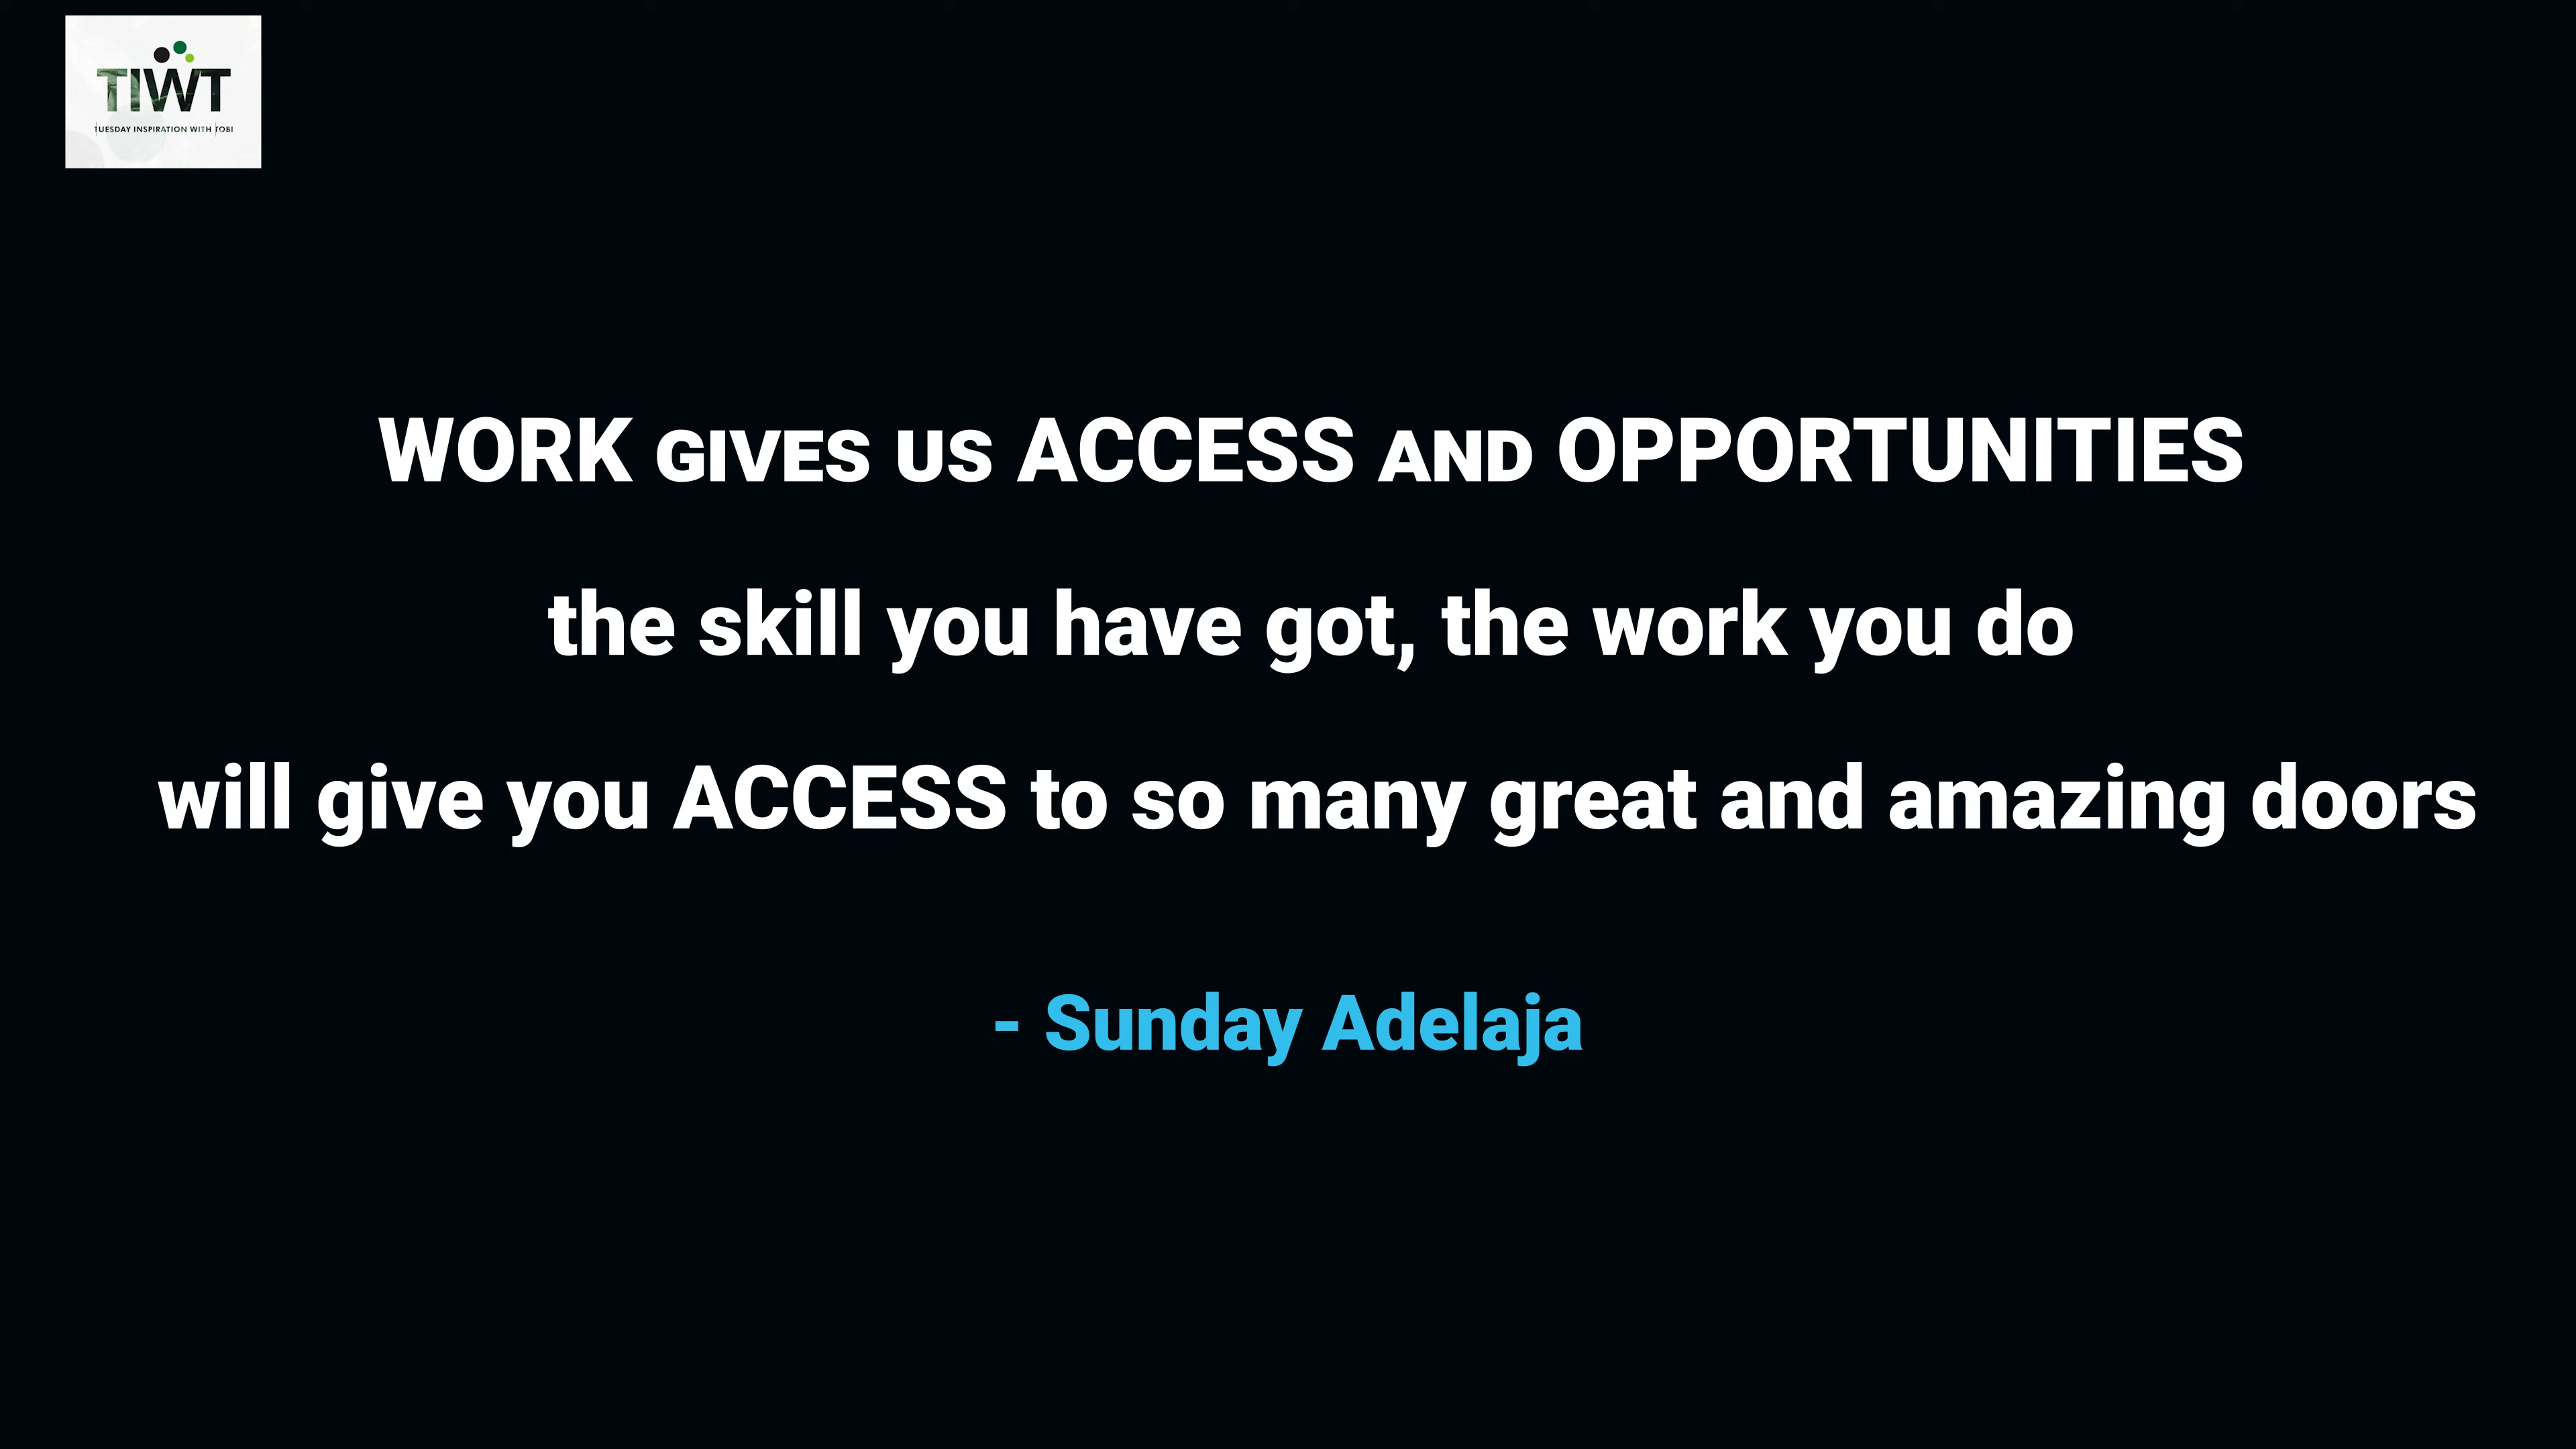 TIWT
TUESDAY INSPIRATION WITH TOBI
WORK GIVES US ACCESS AND OPPORTUNITIES
the skill you have got, the work you do
will give you ACCESS to so many great and amazing doors
- Sunday Adelaja